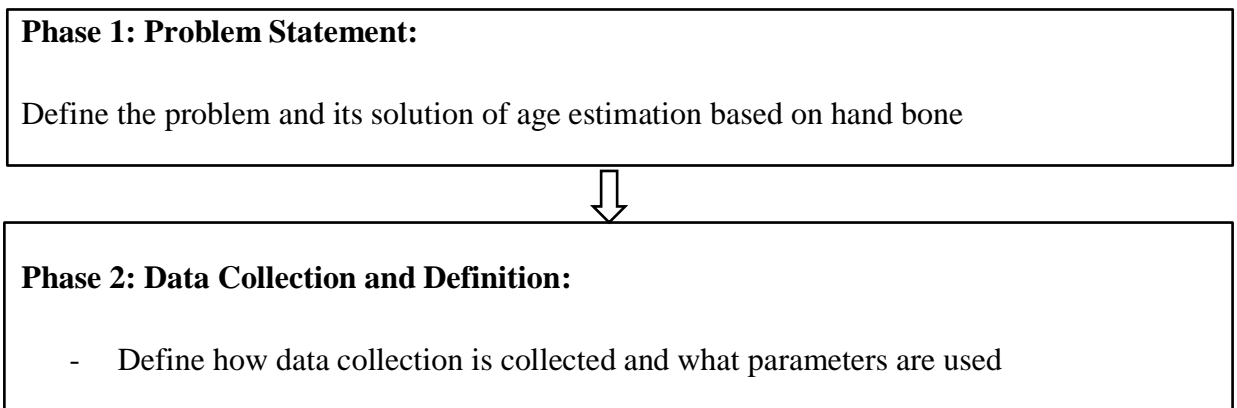 Phase 1: Problem Statement:
Define the problem and its solution of age estimation based on hand bone
Phase 2: Data Collection and Definition:
- Define how data collection is collected and what parameters are used